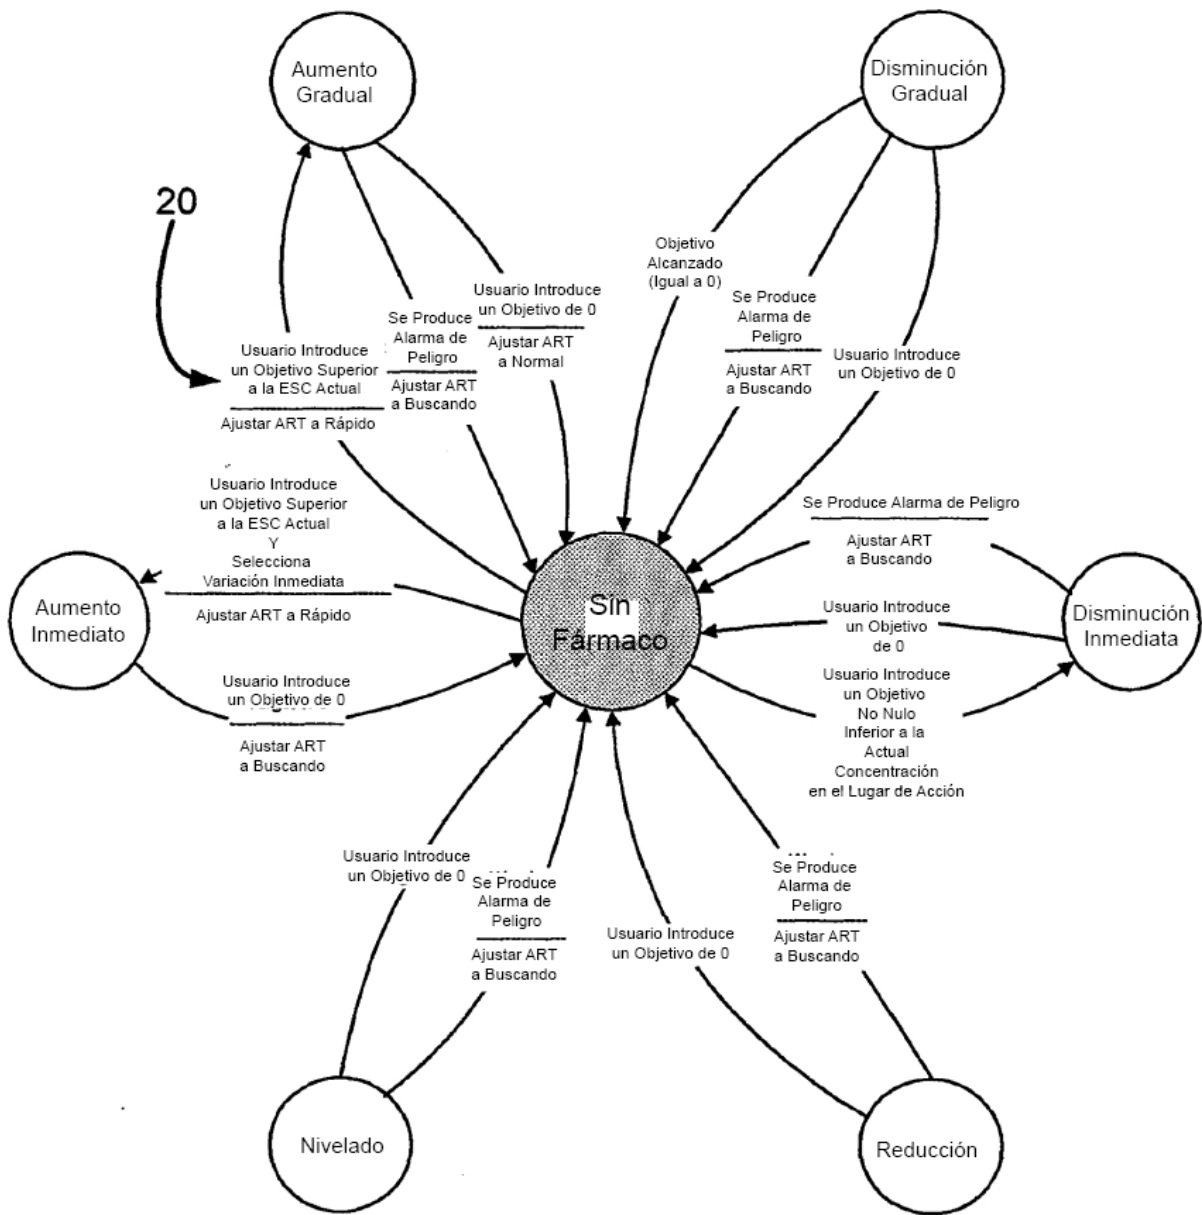 Aumento
Gradual
Disminución
Gradual
20
Objetivo
Alcanzado
(Igual a 0)
Usuario Introduce
un Objetivo de 0
Ajustar ART
a Normal
Se Produce
Alarma de
Peligro
Ajustar ART
a Buscando
Se Produce
Alarma de
Peligro
Ajustar ART
a Buscando
Usuario Introduce
un Objetivo Superior
a la ESC Actual
Ajustar ART a Rápido
Usuario Introduce
un Objetivo de 0
Usuario Introduce
un Objetivo Superior
a la ESC Actual
Y
Selecciona
Variación Inmediata
Ajustar ART a Rápido
Se Produce Alarma de Peligro
Ajustar ART
a Buscando
Aumento
Inmediato
Sin
Fármaco
Usuario Introduce
un Objetivo
de 0
Disminución
Inmediata
Usuario Introduce
un Objetivo de 0
Ajustar ART
a Buscando
Usuario Introduce
un Objetivo
No Nulo
Inferior a la
Actual
Concentración
en el Lugar de Acción
Usuario Introduce
un Objetivo de 0
Se Produce
Alarma de
Peligro
Ajustar ART
a Buscando
Usuario Introduce
un Objetivo de 0
Se Produce
Alarma de
Peligro
Ajustar ART
a Buscando
Nivelado
Reducción